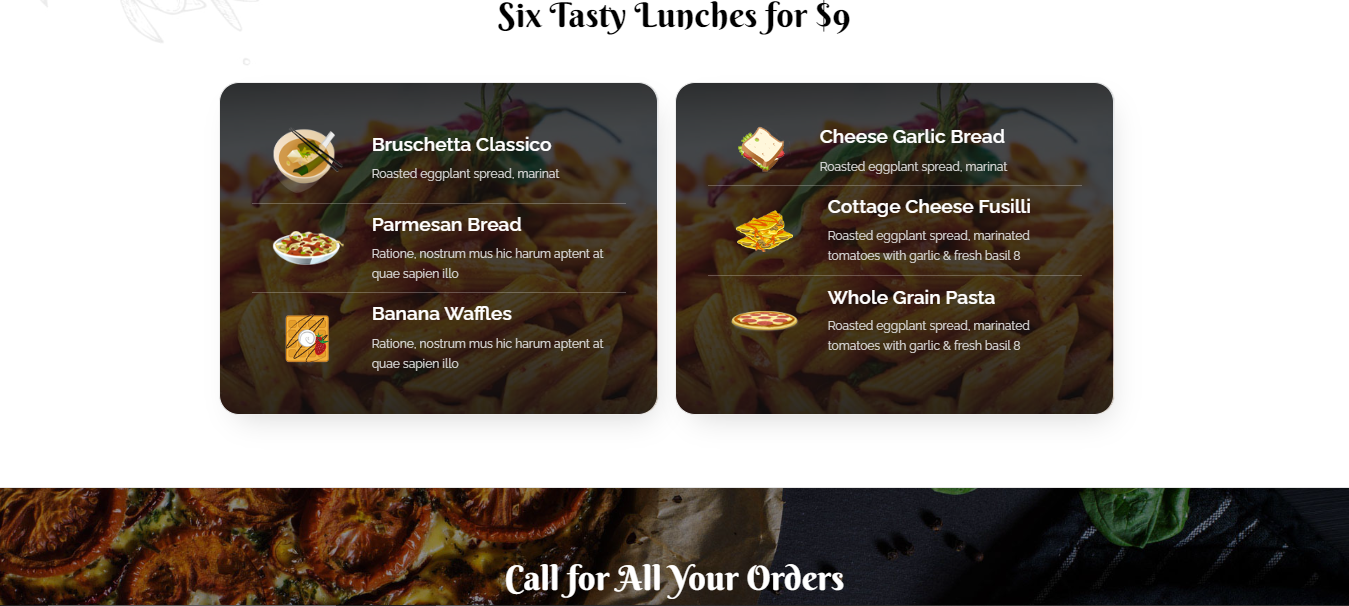 Six Tasty Lunches for $9
Bruschetta Classico
Roasted eggplant spread, marinat
Parmesan Bread
Ratione, nostrum mus hic harum aptent at
quae sapien illo
Banana Waffles
Ratione, nostrum mus hic harum aptent at
quae sapien illo
Cheese Garlic Bread
Roasted eggplant spread, marinat
Cottage Cheese Fusilli
Roasted eggplant spread, marinated
tomatoes with garlic & fresh basil 8
Whole Grain Pasta
Roasted eggplant spread, marinated
tomatoes with garlic & fresh basil 8
Call for All Your Orders